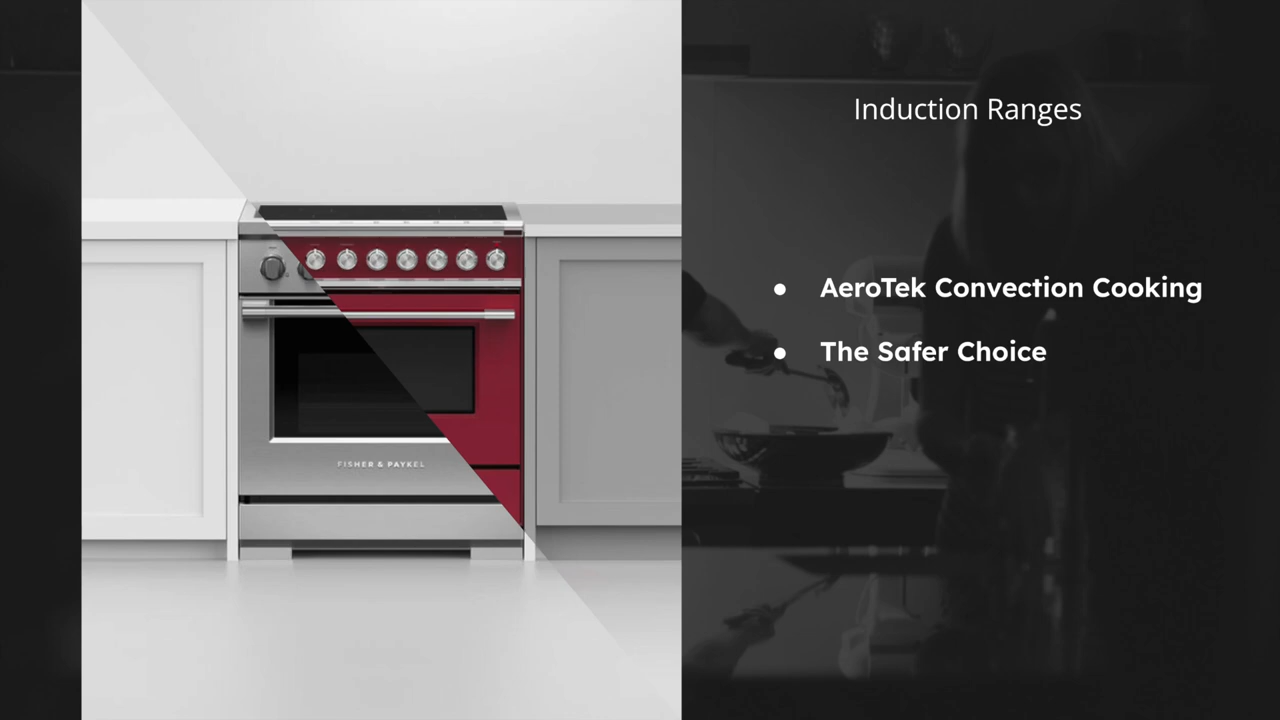 Induction Ranges
AeroTek Convection Cooking
The Safer Choice
FISHER & PAYKEL